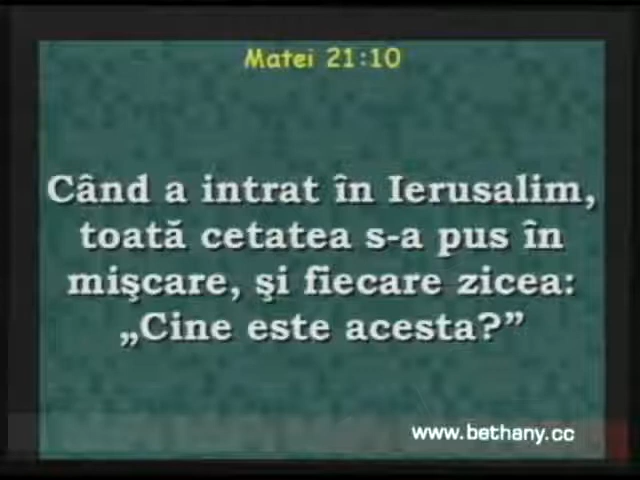 Matei 21:10
Când a intrat în Ierusalim,
toată cetatea s-a pus în
mişcare, şi fiecare zicea:
„Cine este acesta?”
www.bethany.cc